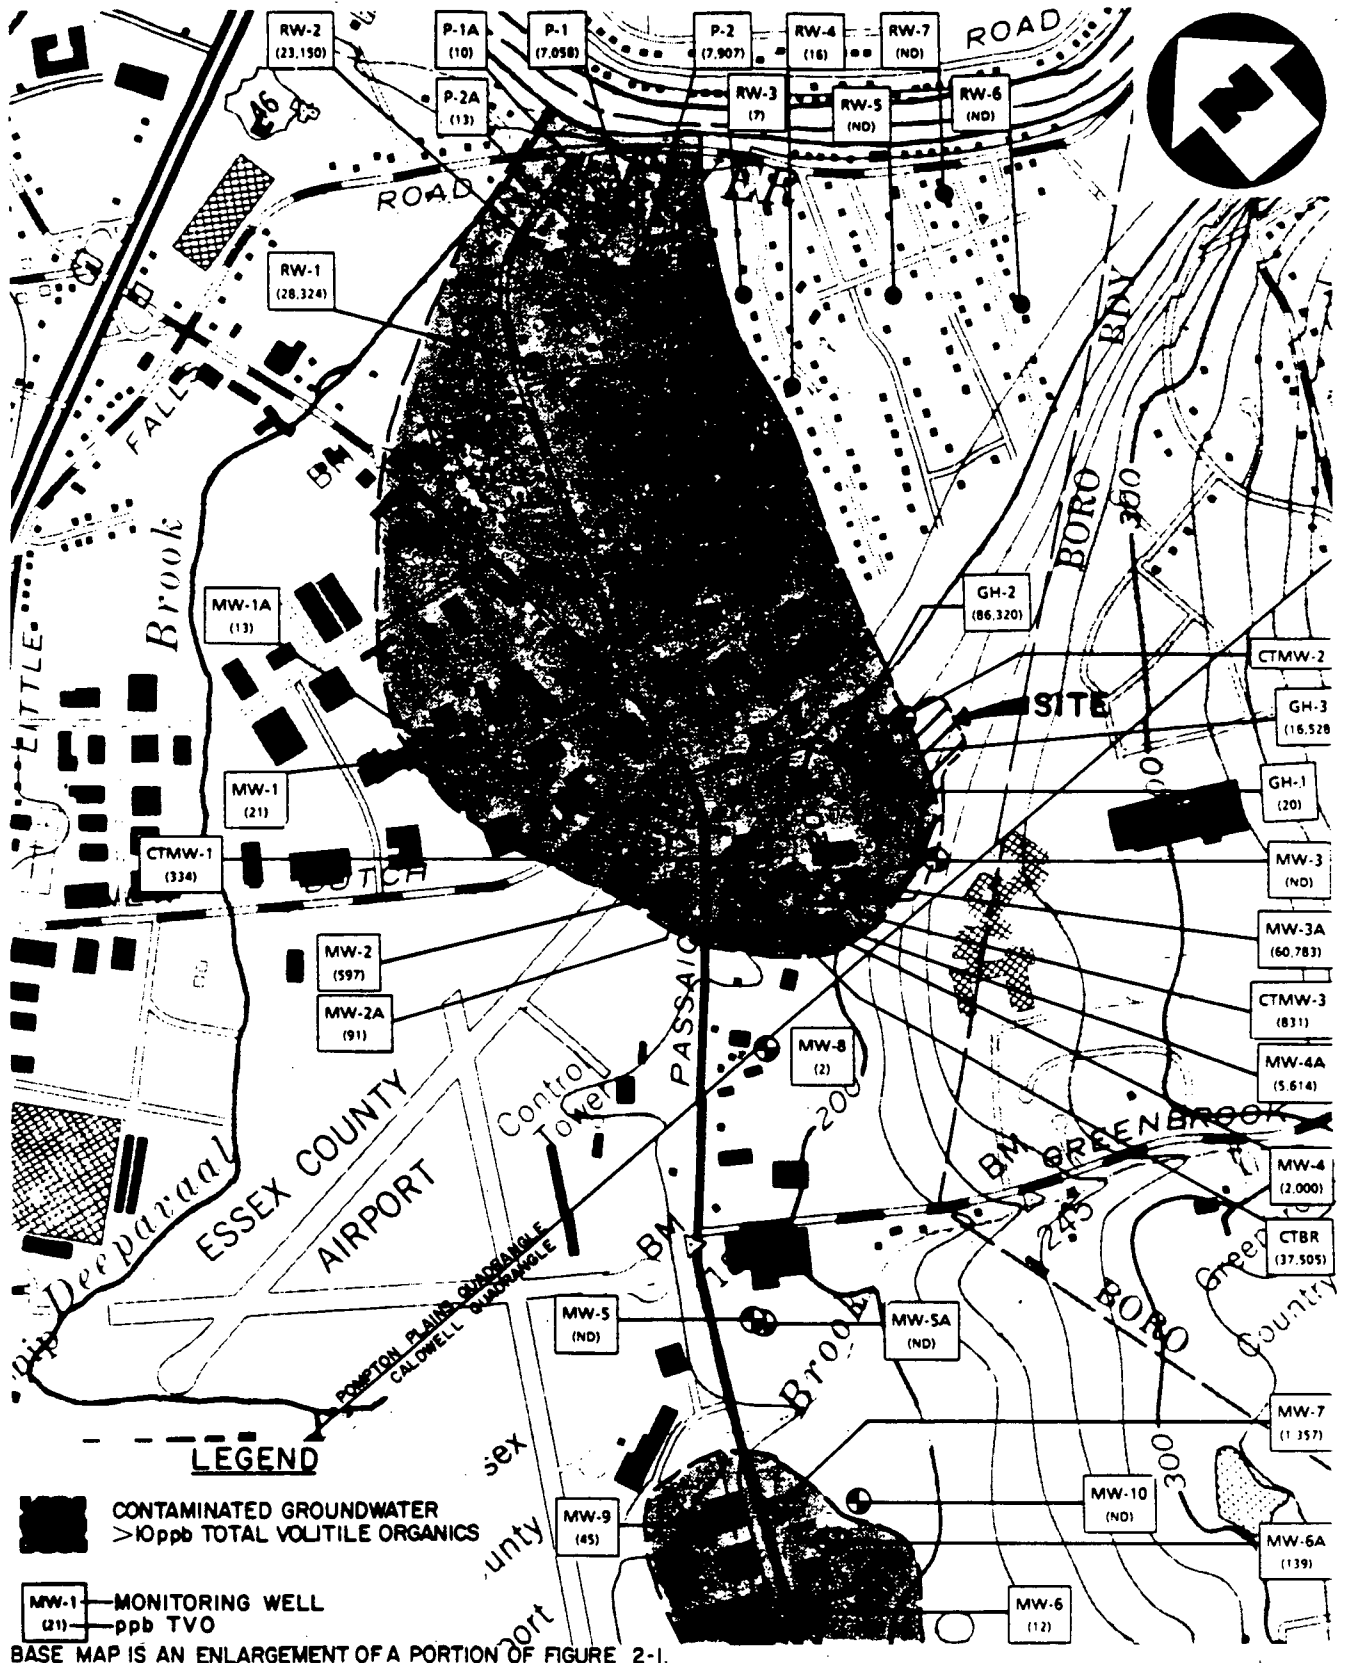 RW-2
(23,150)
P-1A
(10)
P-1
(7,058)
P-2
(7,907)
RW-4
(16)
RW-7
(ND)
ROAD
N
46
P-2A
(13)
RW-3
(7)
RW-5
(ND)
RW-6
(ND)
ROAD
RW-1
(28,324)
BDY
FALLS
BM
BORO
300
Brook
MW-1A
(13)
GH-2
(86,320)
CTMW-2
LITTLE
SITE
GH-3
(16,528
MW-1
(21)
GH-1
(20)
CTMW-1
(334)
DUTCH
MW-3
(ND)
MW-3A
(60,783)
MW-2
(597)
PASSAIC
CTMW-3
(831)
MW-2A
(91)
MW-8
(2)
MW-4A
(5,614)
Control
Tower
200
ESSEX COUNTY
AIRPORT
GREENBROOK
BM
MW-4
(2,000)
Deepavaal
BM
245
CTBR
(37,505)
POMPTON PLAINS QUADRANGLE
CALDWELL QUADRANGLE
BORO
Country
MW-5
(ND)
MW-5A
(ND)
Brook
MW-7
(1 357)
LEGEND
300
CONTAMINATED GROUNDWATER
>10ppb TOTAL VOLITILE ORGANICS
MW-9
(45)
MW-10
(ND)
MW-6A
(139)
MW-1 MONITORING WELL
(21) ppb TVO
MW-6
(12)
BASE MAP IS AN ENLARGEMENT OF A PORTION OF FIGURE 2-1.